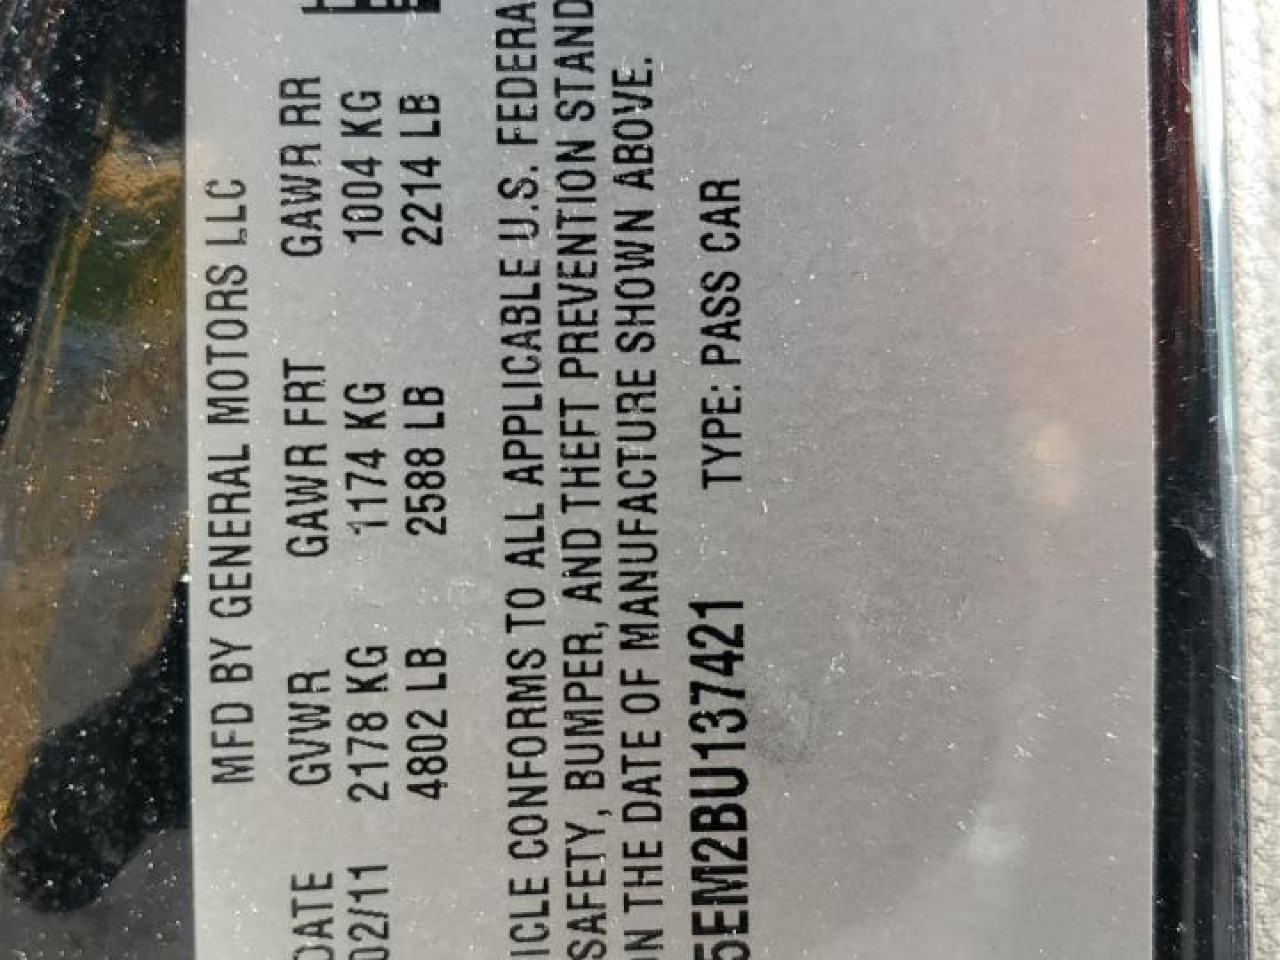 MFD BY GENERAL MOTORS LLC
DATE GVWR GAWR FRT GAWR RR
02/11 2178 KG 1174 KG 1004 KG
4802 LB 2588 LB 2214 LB
ICLE CONFORMS TO ALL APPLICABLE U.S. FEDERA
SAFETY, BUMPER, AND THEFT PREVENTION STAND
ON THE DATE OF MANUFACTURE SHOWN ABOVE.
5EM2BU137421 TYPE: PASS CAR